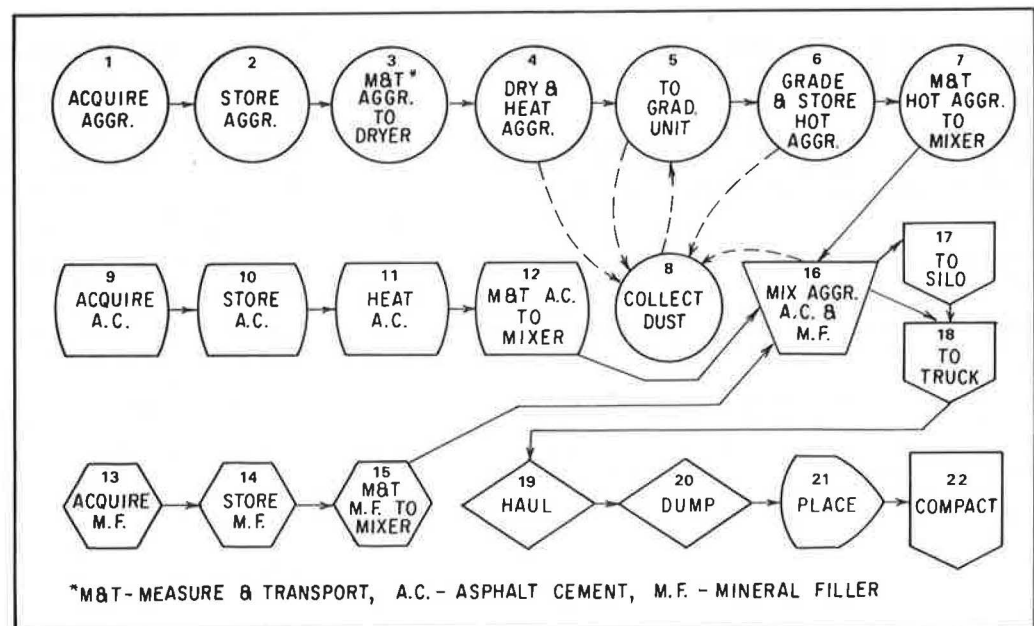 1
ACQUIRE
AGGR.
2
STORE
AGGR.
3
M&T*
AGGR.
TO
DRYER
4
DRY &
HEAT
AGGR.
5
TO
GRAD.
UNIT
6
GRADE
& STORE
HOT
AGGR.
7
M&T
HOT AGGR.
TO
MIXER
9
ACQUIRE
A.C.
10
STORE
A.C.
11
HEAT
A.C.
12
M&T A.C.
TO
MIXER
8
COLLECT
DUST
16
MIX AGGR.
A.C. &
M.F.
17
TO
SILO
18
TO
TRUCK
13
ACQUIRE
M.F.
14
STORE
M.F.
15
M&T
M.F. TO
MIXER
19
HAUL
20
DUMP
21
PLACE
22
COMPACT
*M&T-MEASURE & TRANSPORT, A.C.- ASPHALT CEMENT, M.F. - MINERAL FILLER